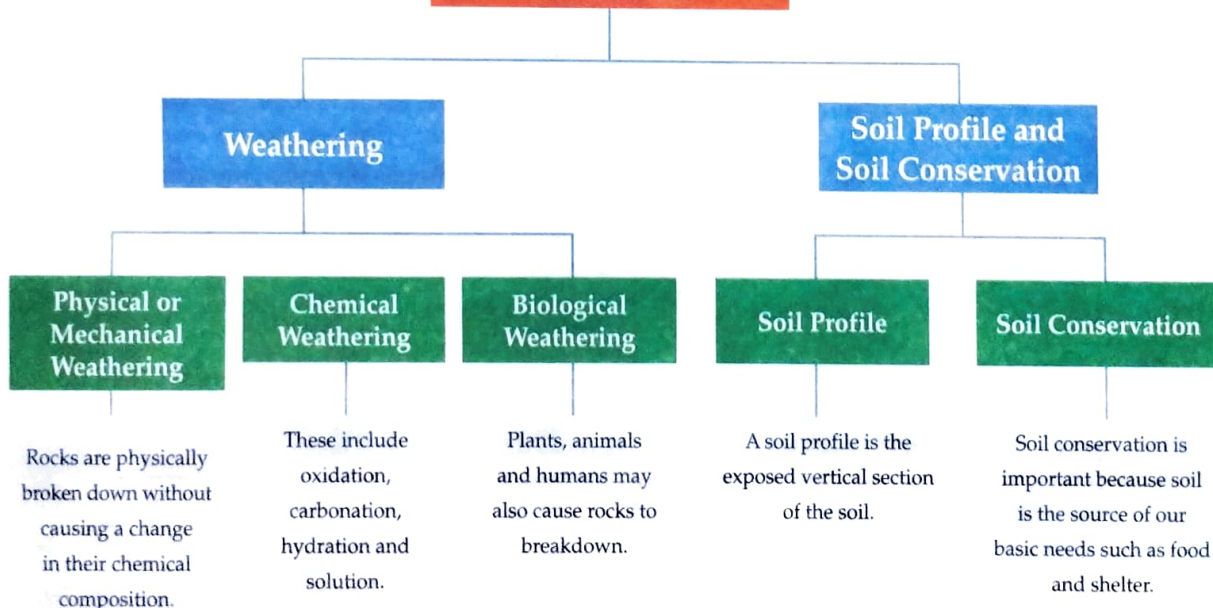 Weathering
Soil Profile and
Soil Conservation
Physical or
Mechanical
Weathering
Chemical
Weathering
Biological
Weathering
Soil Profile
Soil Conservation
Rocks are physically
broken down without
causing a change
in their chemical
composition.
These include
oxidation,
carbonation,
hydration and
solution.
Plants, animals
and humans may
also cause rocks to
breakdown.
A soil profile is the
exposed vertical section
of the soil.
Soil conservation is
important because soil
is the source of our
basic needs such as food
and shelter.